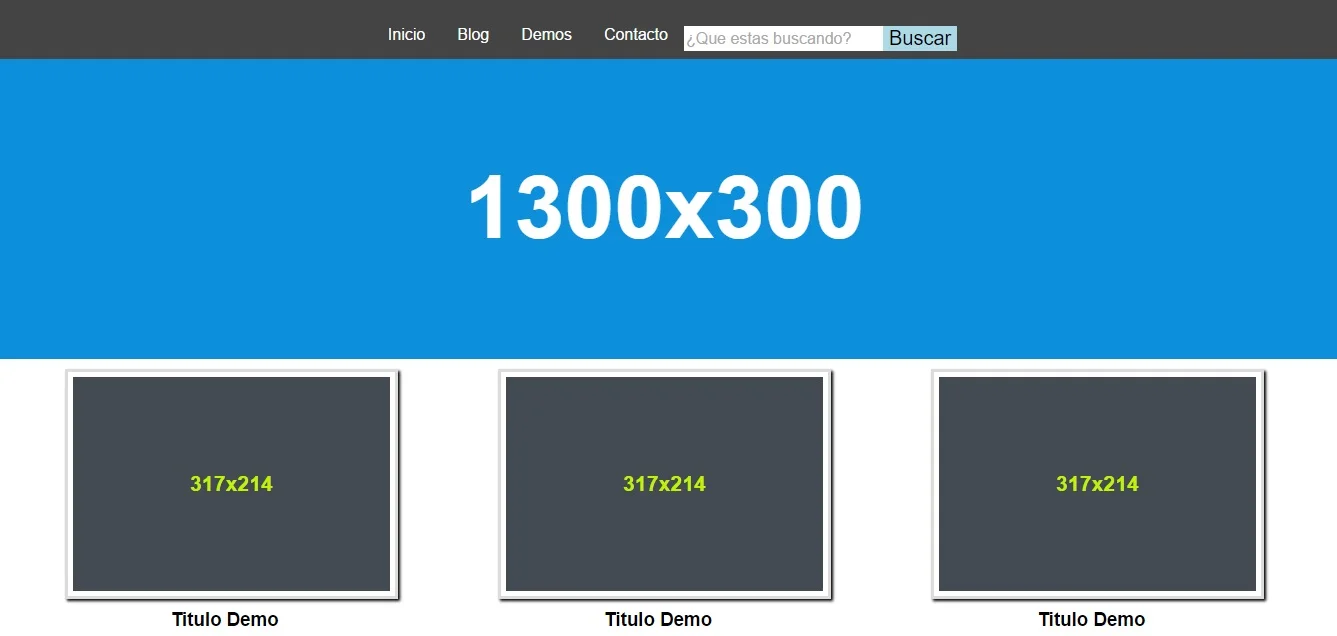 Inicio Blog Demos Contacto ¿Que estas buscando? Buscar
1300x300
317x214 317x214 317x214
Titulo Demo Titulo Demo Titulo Demo